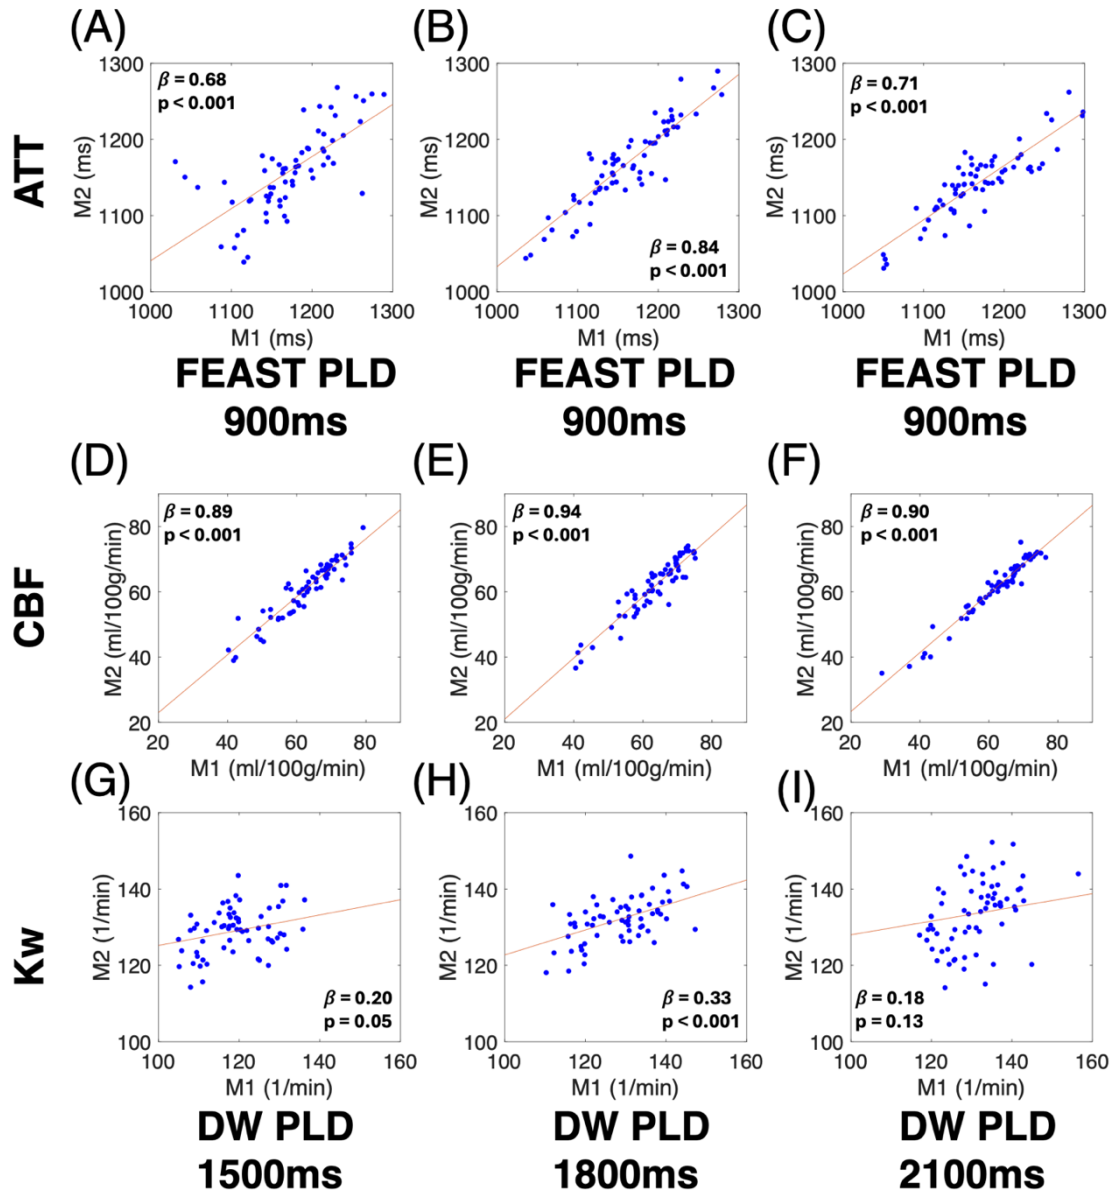 (A)
(B)
(C)
ATT
M2 (ms)
1300
1200
1100
1000
β = 0.68
p < 0.001
1000 1100 1200 1300
M1 (ms)
FEAST PLD
900ms
M2 (ms)
1300
1200
1100
1000
β = 0.84
p < 0.001
1000 1100 1200 1300
M1 (ms)
FEAST PLD
900ms
M2 (ms)
1300
1200
1100
1000
β = 0.71
p < 0.001
1000 1100 1200 1300
M1 (ms)
FEAST PLD
900ms
(D)
(E)
(F)
CBF
M2 (ml/100g/min)
80
60
40
20
β = 0.89
p < 0.001
20 40 60 80
M1 (ml/100g/min)
M2 (ml/100g/min)
80
60
40
20
β = 0.94
p < 0.001
20 40 60 80
M1 (ml/100g/min)
M2 (ml/100g/min)
80
60
40
20
β = 0.90
p < 0.001
20 40 60 80
M1 (ml/100g/min)
(G)
(H)
(I)
Kw
M2 (1/min)
160
140
120
100
β = 0.20
p = 0.05
100 120 140 160
M1 (1/min)
DW PLD
1500ms
M2 (1/min)
160
140
120
100
β = 0.33
p < 0.001
100 120 140 160
M1 (1/min)
DW PLD
1800ms
M2 (1/min)
160
140
120
100
β = 0.18
p = 0.13
100 120 140 160
M1 (1/min)
DW PLD
2100ms